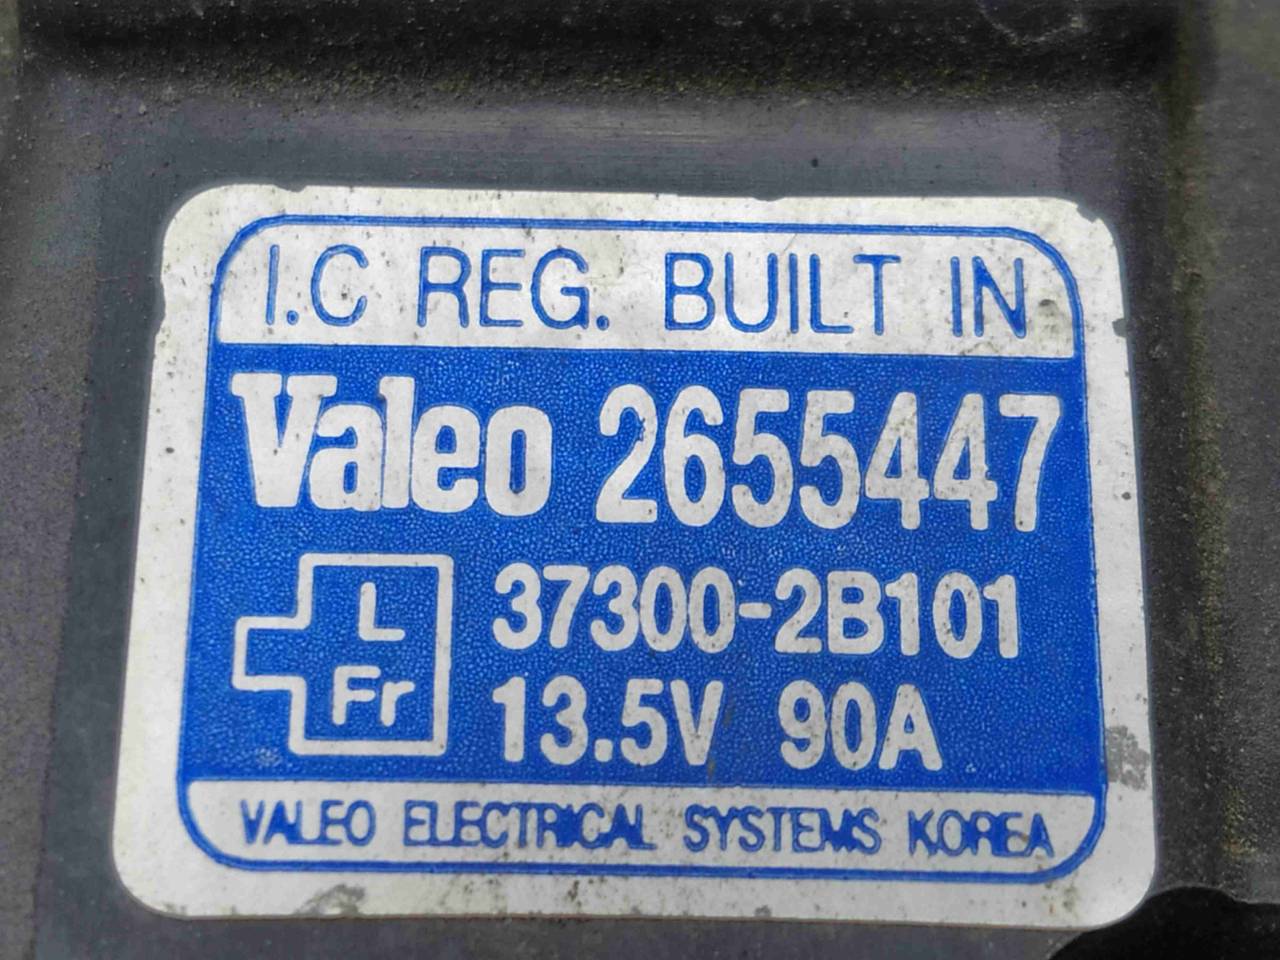 I.C REG. BUILT IN
Valeo 2655447
L
Fr
37300-2B101
13.5V 90A
VALEO ELECTRICAL SYSTEMS KOREA